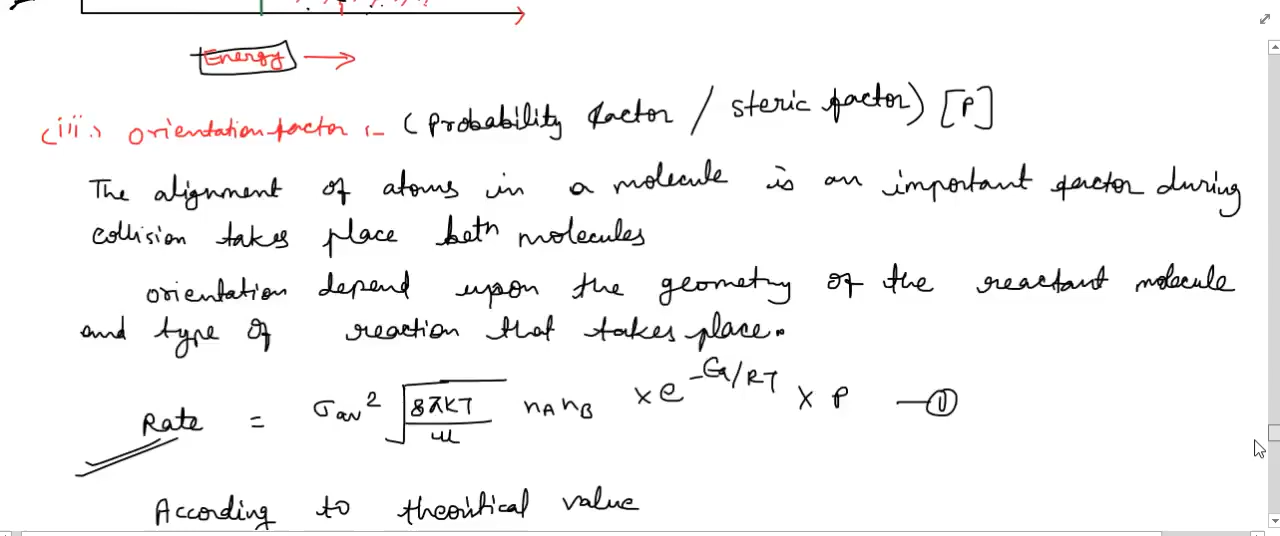 Energy →
(iii) orientation factor :- (Probability factor / steric factor) [P]
The alignment of atoms in a molecule is an important factor during
collision takes place betn molecules
orientation depend upon the geometry of the reactant molecule
and type of reaction that takes place.
Rate = σav² √(8πKT/μ) nA nB × e^(-Ea/RT) × P —①
According to theoritical value